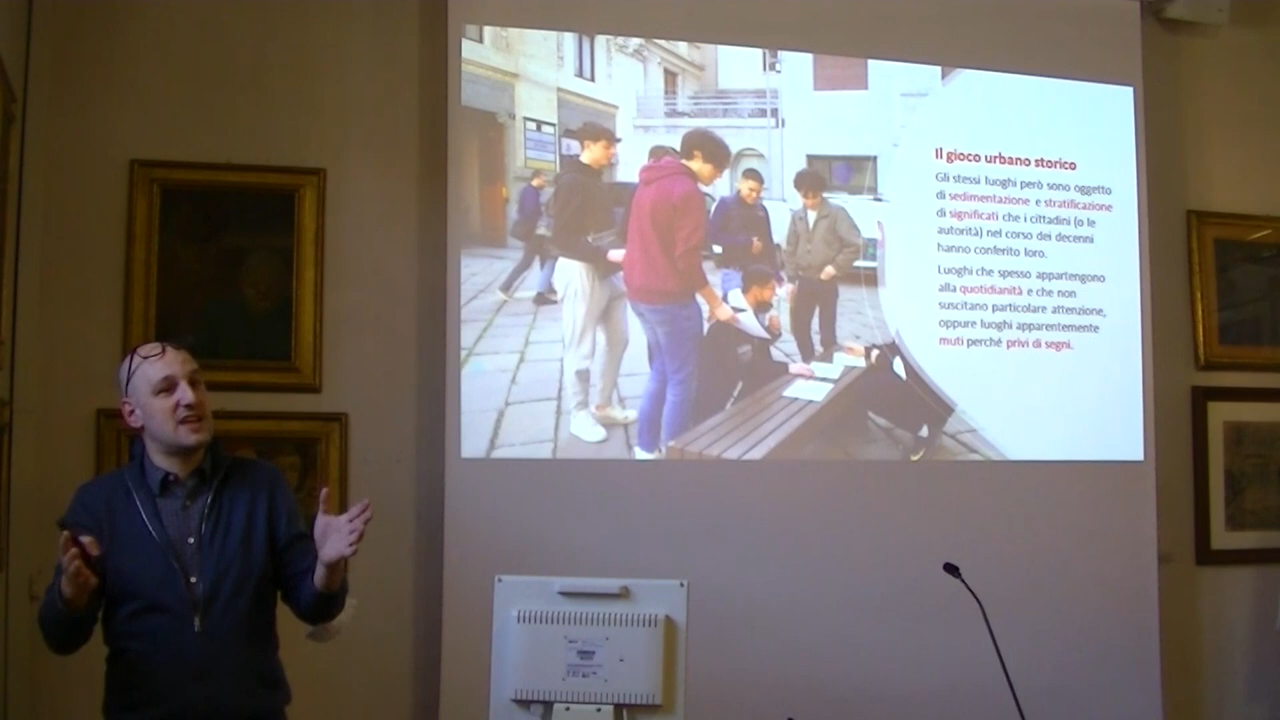 Il gioco urbano storico
Gli stessi luoghi però sono oggetto
di sedimentazione e stratificazione
di significati che i cittadini (o le
autorità) nel corso dei decenni
hanno conferito loro.
Luoghi che spesso appartengono
alla quotidianità e che non
suscitano particolare attenzione,
oppure luoghi apparentemente
muti perché privi di segni.